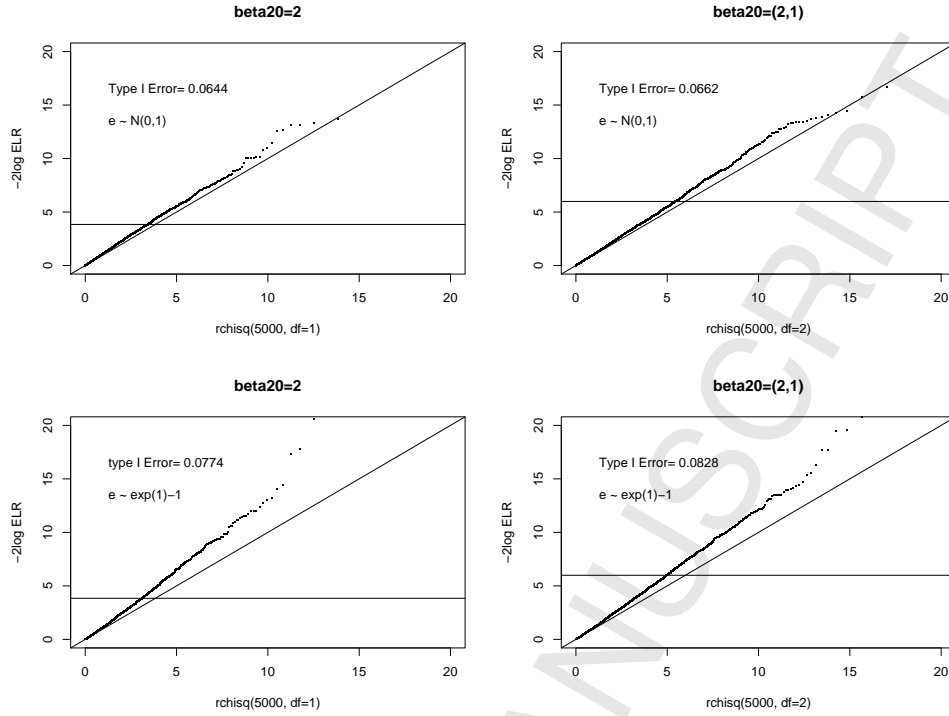 beta20=2
20
15
10
5
0
−2log ELR
Type I Error= 0.0644
e ~ N(0,1)
0 5 10 15 20
rchisq(5000, df=1)
beta20=(2,1)
20
15
10
5
0
−2log ELR
Type I Error= 0.0662
e ~ N(0,1)
0 5 10 15 20
rchisq(5000, df=2)
beta20=2
20
15
10
5
0
−2log ELR
type I Error= 0.0774
e ~ exp(1)−1
0 5 10 15 20
rchisq(5000, df=1)
beta20=(2,1)
20
15
10
5
0
−2log ELR
Type I Error= 0.0828
e ~ exp(1)−1
0 5 10 15 20
rchisq(5000, df=2)
NUSCRIPT